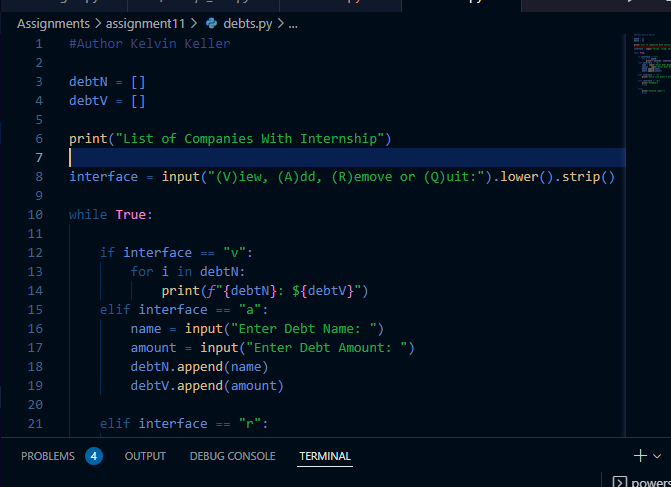 Assignments > assignment11 > debts.py > ...
1 #Author Kelvin Keller
2
3 debtN = []
4 debtV = []
5
6 print("List of Companies With Internship")
7
8 interface = input("(V)iew, (A)dd, (R)emove or (Q)uit:").lower().strip()
9
10 while True:
11
12 if interface == "v":
13 for i in debtN:
14 print(f"{debtN}: ${debtV}")
15 elif interface == "a":
16 name = input("Enter Debt Name: ")
17 amount = input("Enter Debt Amount: ")
18 debtN.append(name)
19 debtV.append(amount)
20
21 elif interface == "r":
PROBLEMS 4 OUTPUT DEBUG CONSOLE TERMINAL
powers